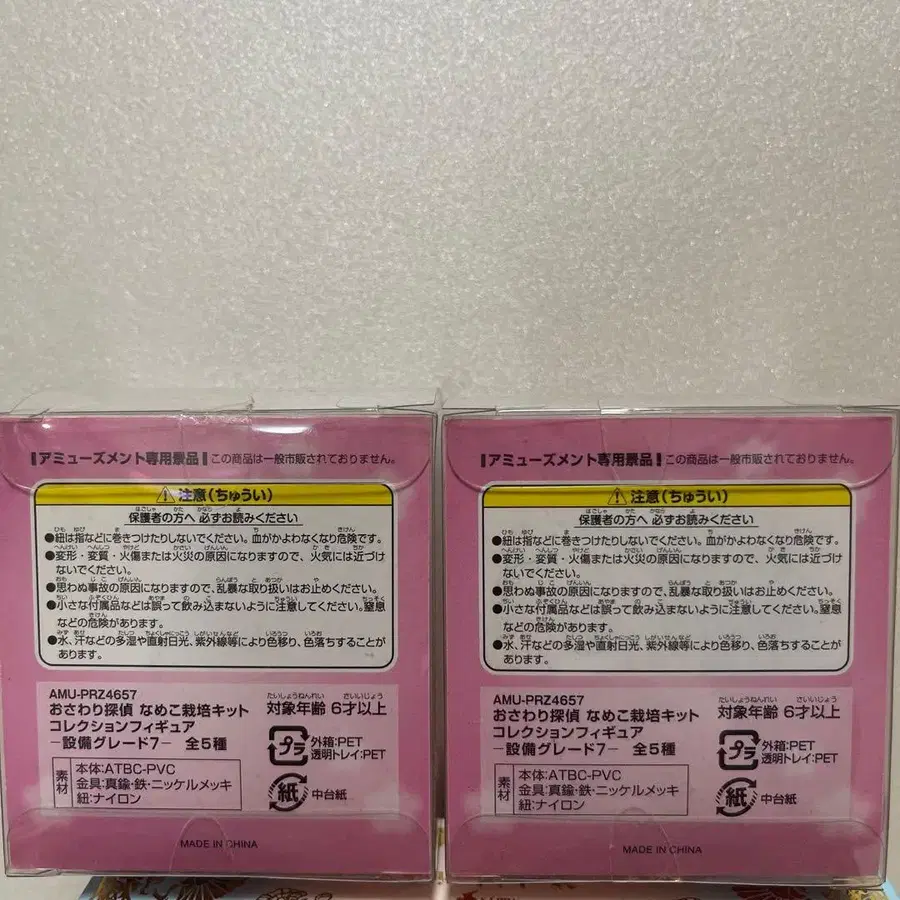 アミューズメント専用景品 この商品は一般市販されておりません。
注意(ちゅうい)
保護者の方へ 必ずお読みください
●紐は指などに巻きつけたりしないでください。血がかよわなくなり危険です。
●変形・変質・火傷または火災の原因になりますので、火気には近づけ
ないでください。
●思わぬ事故の原因になりますので、乱暴な取り扱いはお止めください。
●小さな付属品などは誤って飲み込まないように注意してください。窒息
などの危険があります。
●水、汗などの多湿や直射日光、紫外線等により色移り、色落ちすることが
あります。
AMU-PRZ4657
おさわり探偵 なめこ栽培キット
コレクションフィギュア
-設備グレード7- 全5種
素材
本体:ATBC-PVC
金具:真鍮・鉄・ニッケルメッキ
紐:ナイロン
たいしょうねんれい さいいじょう
対象年齢 6才以上
プラ
外箱:PET
透明トレイ:PET
紙
中台紙
MADE IN CHINA
アミューズメント専用景品 この商品は一般市販されておりません。
注意(ちゅうい)
保護者の方へ 必ずお読みください
●紐は指などに巻きつけたりしないでください。血がかよわなくなり危険です。
●変形・変質・火傷または火災の原因になりますので、火気には近づけ
ないでください。
●思わぬ事故の原因になりますので、乱暴な取り扱いはお止めください。
●小さな付属品などは誤って飲み込まないように注意してください。窒息
などの危険があります。
●水、汗などの多湿や直射日光、紫外線等により色移り、色落ちすることが
あります。
AMU-PRZ4657
おさわり探偵 なめこ栽培キット
コレクションフィギュア
-設備グレード7- 全5種
素材
本体:ATBC-PVC
金具:真鍮・鉄・ニッケルメッキ
紐:ナイロン
たいしょうねんれい さいいじょう
対象年齢 6才以上
プラ
外箱:PET
透明トレイ:PET
紙
中台紙
MADE IN CHINA